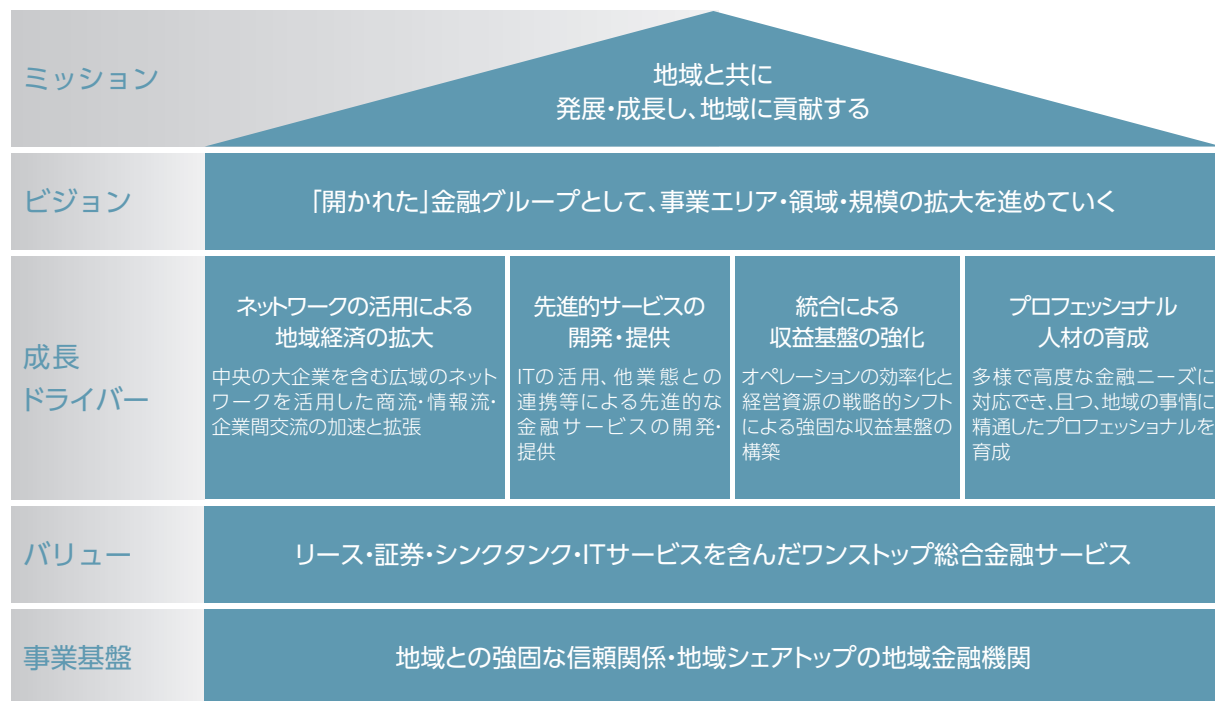 ミッション
地域と共に
発展・成長し、地域に貢献する
ビジョン
「開かれた」金融グループとして、事業エリア・領域・規模の拡大を進めていく
成長
ドライバー
ネットワークの活用による
地域経済の拡大
中央の大企業を含む広域のネット
ワークを活用した商流・情報流・
企業間交流の加速と拡張
先進的サービスの
開発・提供
ITの活用、他業態との
連携等による先進的な
金融サービスの開発・
提供
統合による
収益基盤の強化
オペレーションの効率化と
経営資源の戦略的シフト
による強固な収益基盤の
構築
プロフェッショナル
人材の育成
多様で高度な金融ニーズに
対応でき、且つ、地域の事情に
精通したプロフェッショナルを
育成
バリュー
リース・証券・シンクタンク・ITサービスを含んだワンストップ総合金融サービス
事業基盤
地域との強固な信頼関係・地域シェアトップの地域金融機関